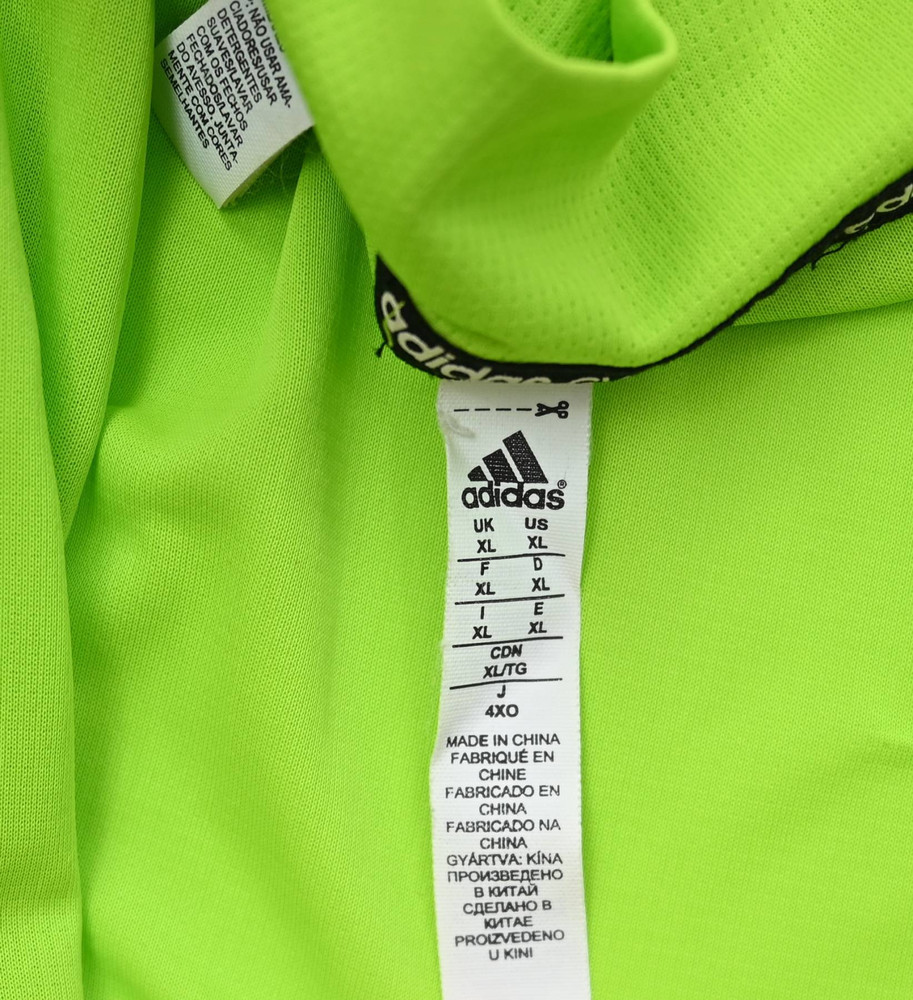 : NÃO USAR AMA-
CIADORES/USAR
DETERGENTES
SUAVES/LAVAR
COM OS FECHOS
FECHADOS/LAVAR
DO AVESSO, JUNTA-
MENTE COM CORES
SEMELHANTES
adidas
adidas®
UK US
XL XL
F D
XL XL
I E
XL XL
CDN
XL/TG
J
4XO
MADE IN CHINA
FABRIQUÉ EN
CHINE
FABRICADO EN
CHINA
FABRICADO NA
CHINA
GYÁRTVA: KÍNA
ПРОИЗВЕДЕНО
В КИТАЙ
СДЕЛАНО В
КИТАЕ
PROIZVEDENO
U KINI